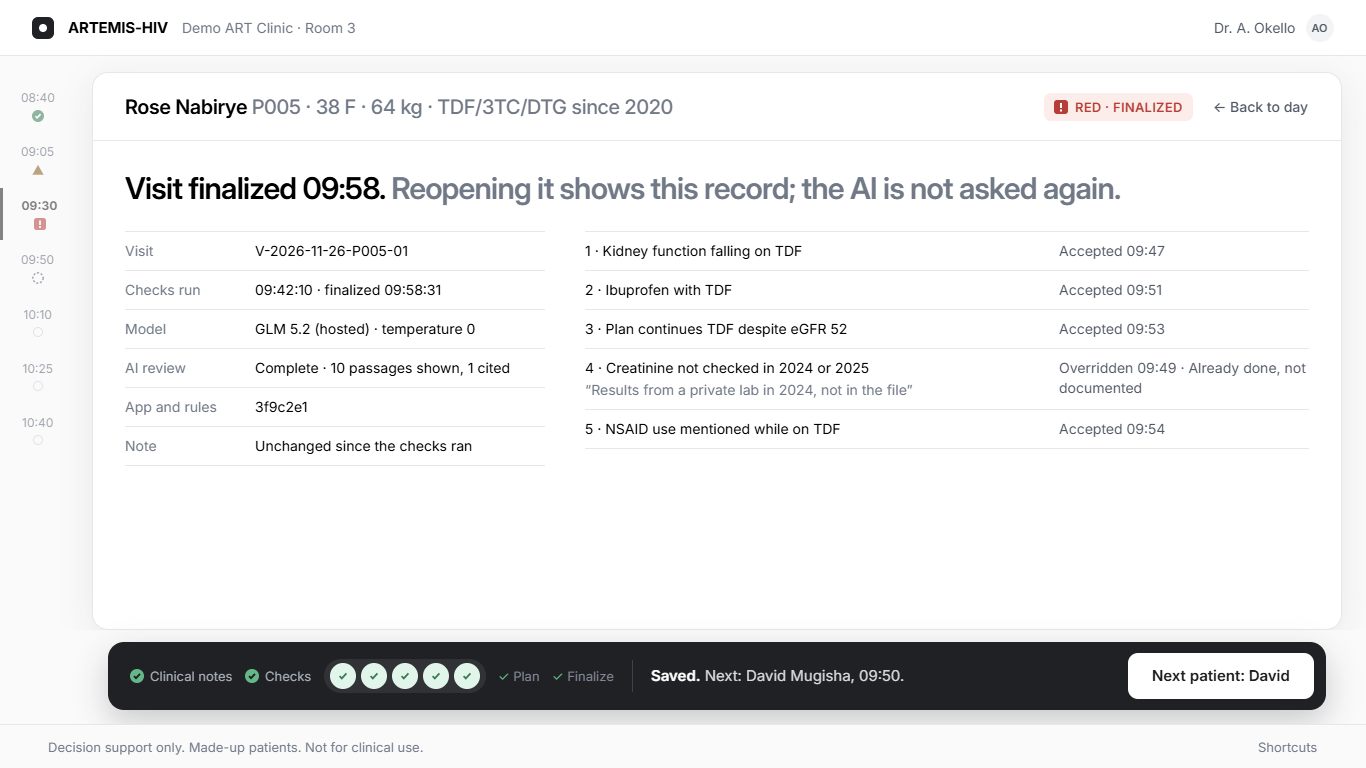 ARTEMIS-HIV Demo ART Clinic · Room 3 Dr. A. Okello AO
08:40
09:05
09:30
09:50
10:10
10:25
10:40
Rose Nabirye P005 · 38 F · 64 kg · TDF/3TC/DTG since 2020 RED · FINALIZED ← Back to day
Visit finalized 09:58. Reopening it shows this record; the AI is not asked again.
Visit V-2026-11-26-P005-01
Checks run 09:42:10 · finalized 09:58:31
Model GLM 5.2 (hosted) · temperature 0
AI review Complete · 10 passages shown, 1 cited
App and rules 3f9c2e1
Note Unchanged since the checks ran
1 · Kidney function falling on TDF Accepted 09:47
2 · Ibuprofen with TDF Accepted 09:51
3 · Plan continues TDF despite eGFR 52 Accepted 09:53
4 · Creatinine not checked in 2024 or 2025 Overridden 09:49 · Already done, not
“Results from a private lab in 2024, not in the file” documented
5 · NSAID use mentioned while on TDF Accepted 09:54
Clinical notes Checks Plan Finalize Saved. Next: David Mugisha, 09:50. Next patient: David
Decision support only. Made-up patients. Not for clinical use. Shortcuts